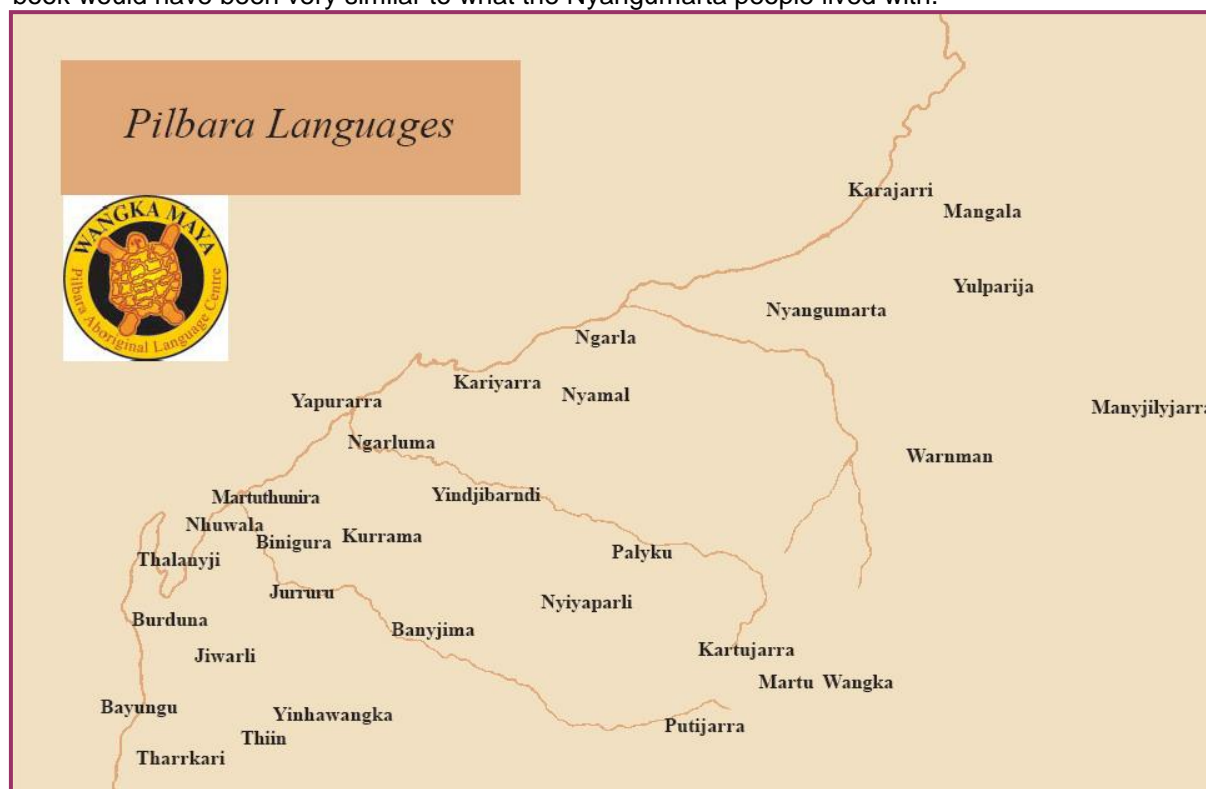 book would have been very similar to what the Nyangumarta people lived with.
Pilbara Languages
WANGKA MAYA
Pilbara Aboriginal Language Centre
Karajarri
Mangala
Yulparija
Nyangumarta
Ngarla
Kariyarra
Nyamal
Yapurarra
Manyjilyjarra
Ngarluma
Warnman
Martuthunira
Yindjibarndi
Nhuwala
Binigura
Kurrama
Thalanyji
Palyku
Jurruru
Nyiyaparli
Burduna
Banyjima
Jiwarli
Kartujarra
Martu Wangka
Bayungu
Yinhawangka
Putijarra
Thiin
Tharrkari